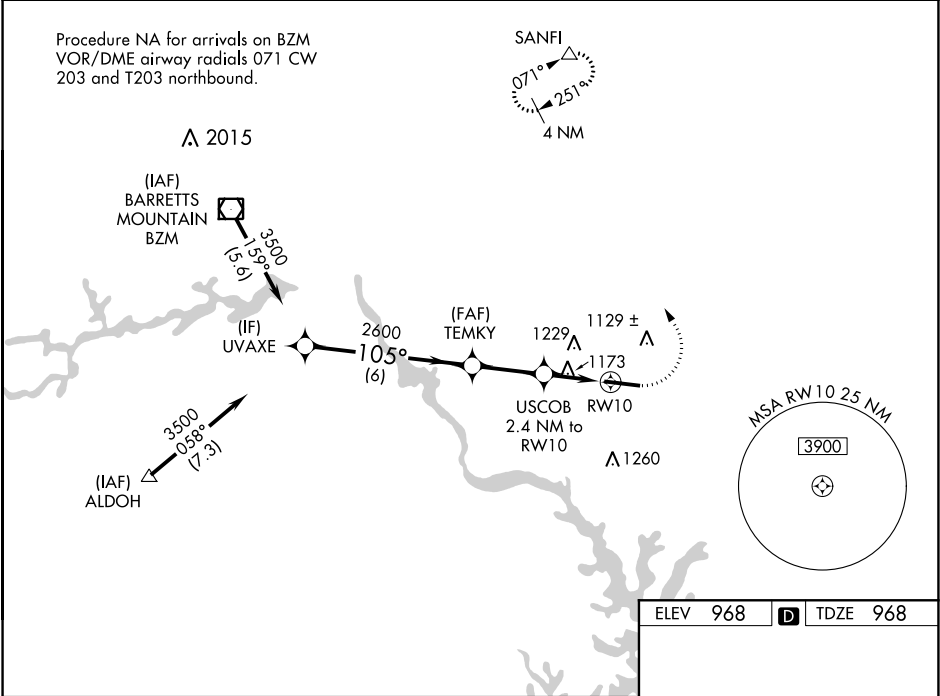 Procedure NA for arrivals on BZM
VOR/DME airway radials 071 CW
203 and T203 northbound.
SANFI
071°
251°
4 NM
2015
(IAF)
BARRETTS
MOUNTAIN
BZM
3500
159°
(5.6)
(IF)
UVAXE
2600
105°
(6)
(FAF)
TEMKY
1229
1129 ±
1173
USCOB
2.4 NM to
RW10
RW10
1260
3500
058°
(7.3)
(IAF)
ALDOH
MSA RW10 25 NM
3900
ELEV 968 D TDZE 968